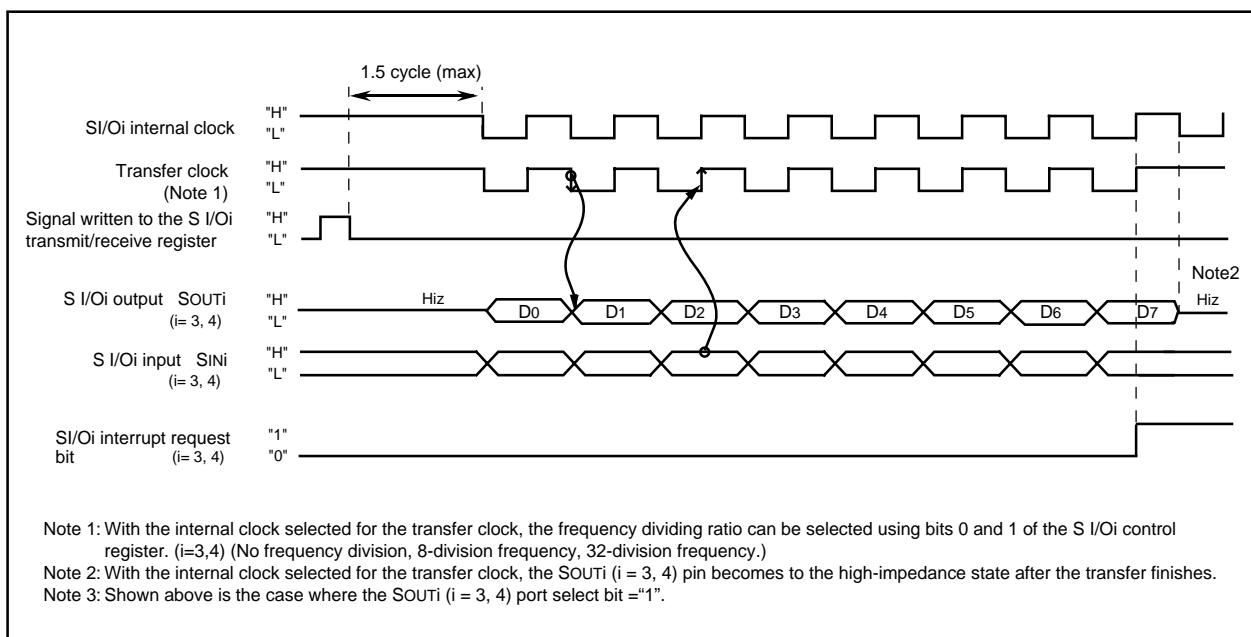 1.5 cycle (max)
SI/Oi internal clock
"H"
"L"
Transfer clock
(Note 1)
"H"
"L"
Signal written to the S I/Oi
transmit/receive register
"H"
"L"
Note2
S I/Oi output SOUTi
(i= 3, 4)
"H"
"L"
Hiz
D0
D1
D2
D3
D4
D5
D6
D7
Hiz
S I/Oi input SINi
(i= 3, 4)
"H"
"L"
SI/Oi interrupt request
bit (i= 3, 4)
"1"
"0"
Note 1: With the internal clock selected for the transfer clock, the frequency dividing ratio can be selected using bits 0 and 1 of the S I/Oi control
register. (i=3,4) (No frequency division, 8-division frequency, 32-division frequency.)
Note 2: With the internal clock selected for the transfer clock, the SOUTi (i = 3, 4) pin becomes to the high-impedance state after the transfer finishes.
Note 3: Shown above is the case where the SOUTi (i = 3, 4) port select bit =“1”.